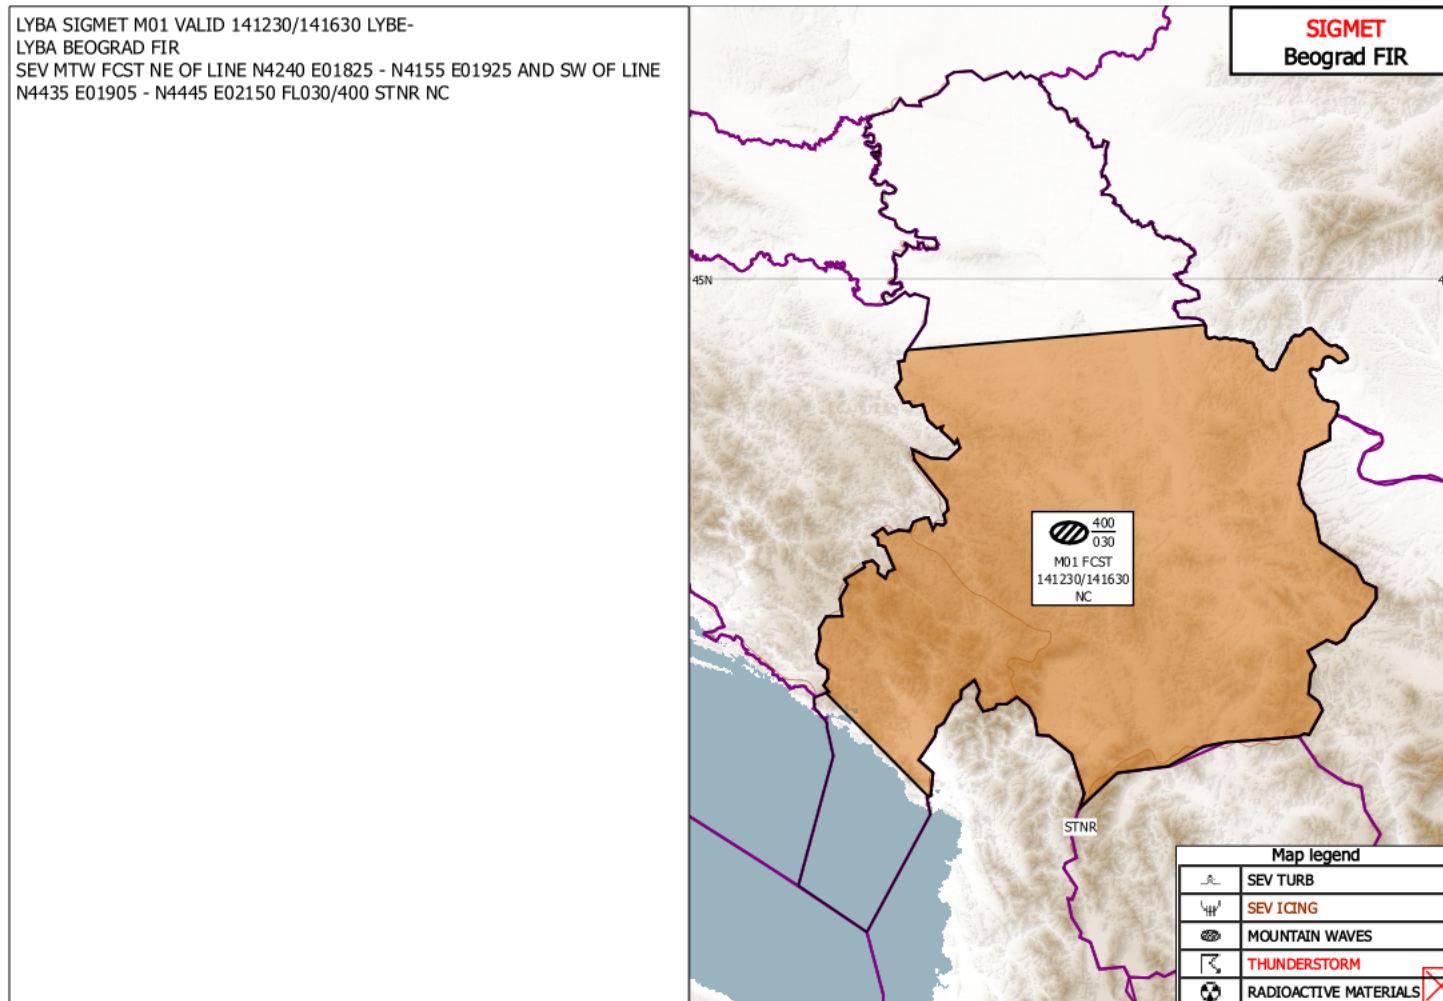 LYBA SIGMET M01 VALID 141230/141630 LYBE-
LYBA BEOGRAD FIR
SEV MTW FCST NE OF LINE N4240 E01825 - N4155 E01925 AND SW OF LINE
N4435 E01905 - N4445 E02150 FL030/400 STNR NC
SIGMET
Beograd FIR
45N
4
400
030
M01 FCST
141230/141630
NC
STNR
Map legend
SEV TURB
SEV ICING
MOUNTAIN WAVES
THUNDERSTORM
RADIOACTIVE MATERIALS